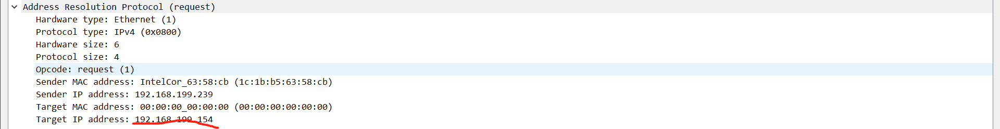 Address Resolution Protocol (request)
Hardware type: Ethernet (1)
Protocol type: IPv4 (0x0800)
Hardware size: 6
Protocol size: 4
Opcode: request (1)
Sender MAC address: IntelCor_63:58:cb (1c:1b:b5:63:58:cb)
Sender IP address: 192.168.199.239
Target MAC address: 00:00:00_00:00:00 (00:00:00:00:00:00)
Target IP address: 192.168.199.154